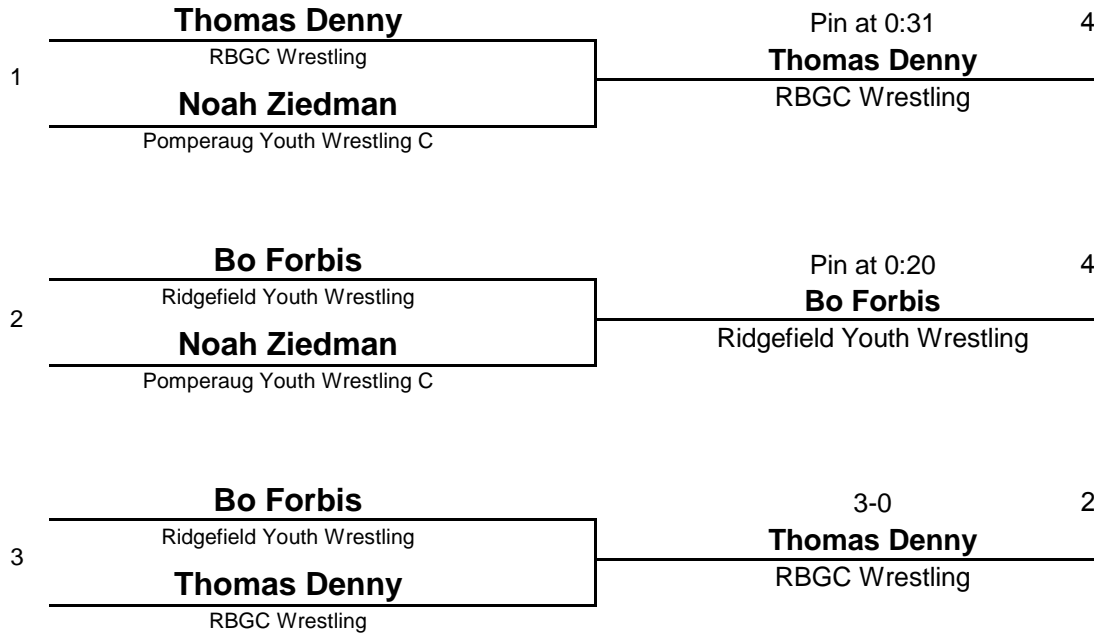 Thomas Denny
RBGC Wrestling
1
Noah Ziedman
Pomperaug Youth Wrestling C
Pin at 0:31 4
Thomas Denny
RBGC Wrestling
Bo Forbis
Ridgefield Youth Wrestling
2
Noah Ziedman
Pomperaug Youth Wrestling C
Pin at 0:20 4
Bo Forbis
Ridgefield Youth Wrestling
Bo Forbis
Ridgefield Youth Wrestling
3
Thomas Denny
RBGC Wrestling
3-0 2
Thomas Denny
RBGC Wrestling